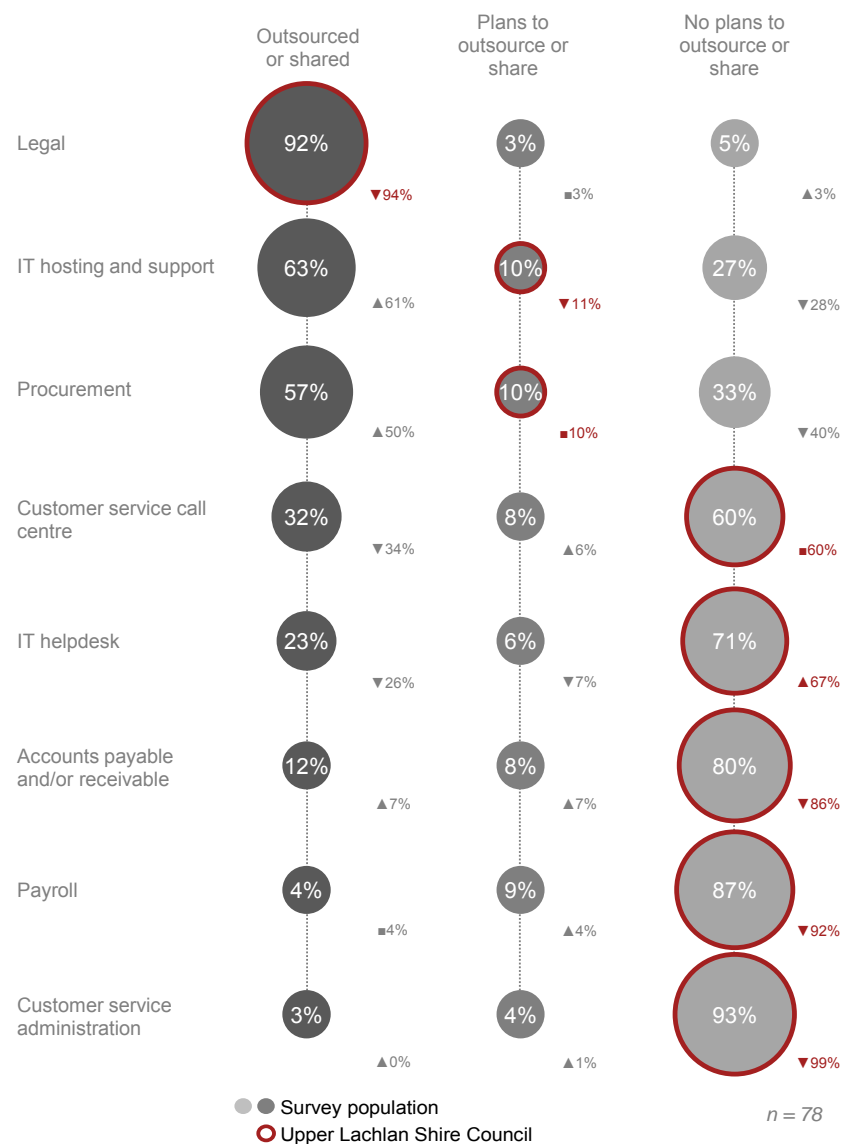 Outsourced
or shared
Plans to
outsource or
share
No plans to
outsource or
share
Legal
92%
3%
5%
▼94%
■3%
▲3%
IT hosting and support
63%
10%
27%
▲61%
▼11%
▼28%
Procurement
57%
10%
33%
▲50%
■10%
▼40%
Customer service call
centre
32%
8%
60%
▼34%
▲6%
■60%
IT helpdesk
23%
6%
71%
▼26%
▼7%
▲67%
Accounts payable
and/or receivable
12%
8%
80%
▲7%
▲7%
▼86%
Payroll
4%
9%
87%
■4%
▲4%
▼92%
Customer service
administration
3%
4%
93%
▲0%
▲1%
▼99%
Survey population
Upper Lachlan Shire Council
n = 78